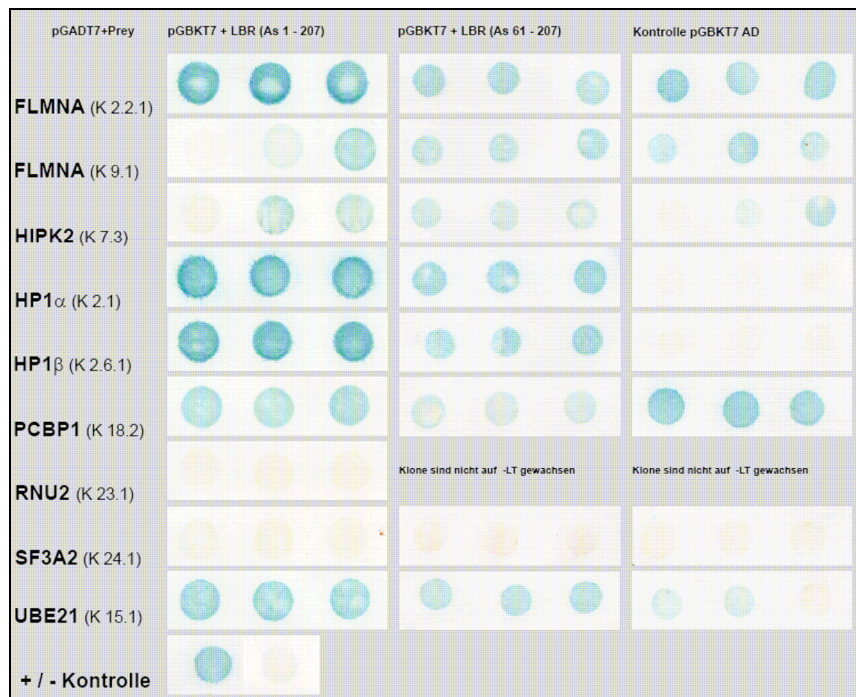 pGADT7+Prey pGBKT7 + LBR (As 1 - 207) pGBKT7 + LBR (As 61 - 207) Kontrolle pGBKT7 AD
FLMNA (K 2.2.1)
FLMNA (K 9.1)
HIPK2 (K 7.3)
HP1α (K 2.1)
HP1β (K 2.6.1)
PCBP1 (K 18.2)
RNU2 (K 23.1) Klone sind nicht auf -LT gewachsen Klone sind nicht auf -LT gewachsen
SF3A2 (K 24.1)
UBE21 (K 15.1)
+ / - Kontrolle